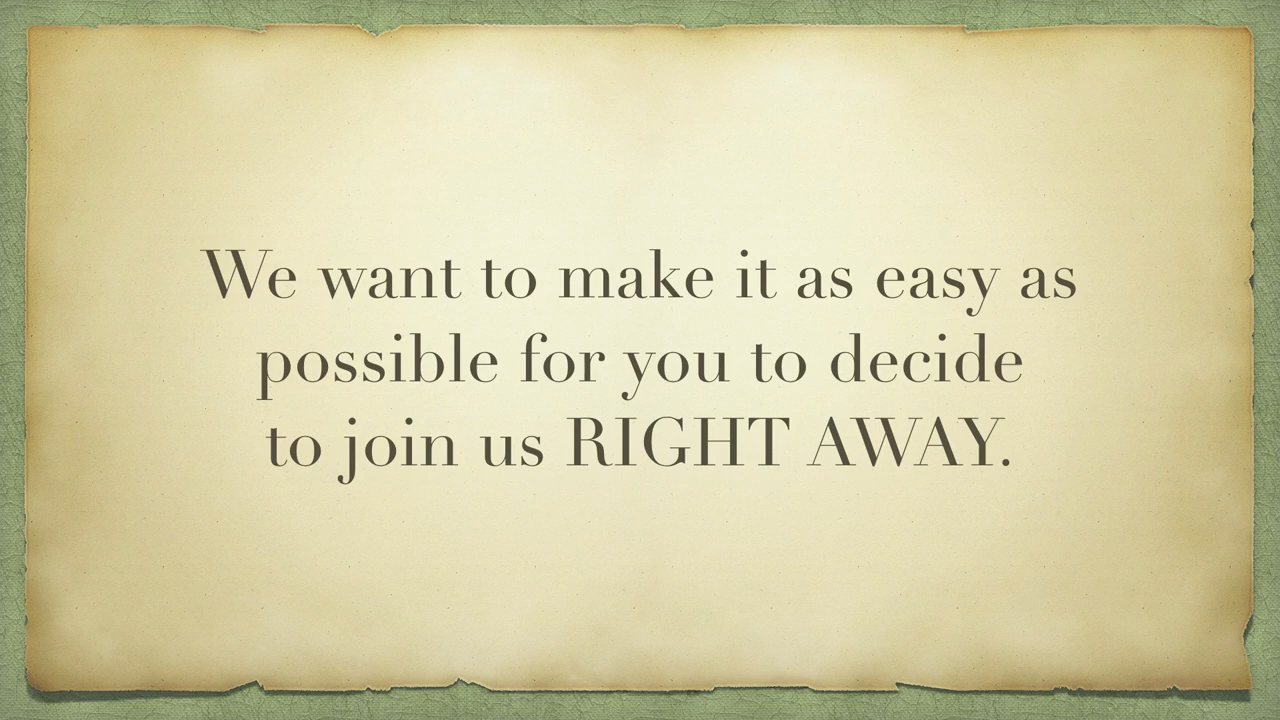 We want to make it as easy as
possible for you to decide
to join us RIGHT AWAY.